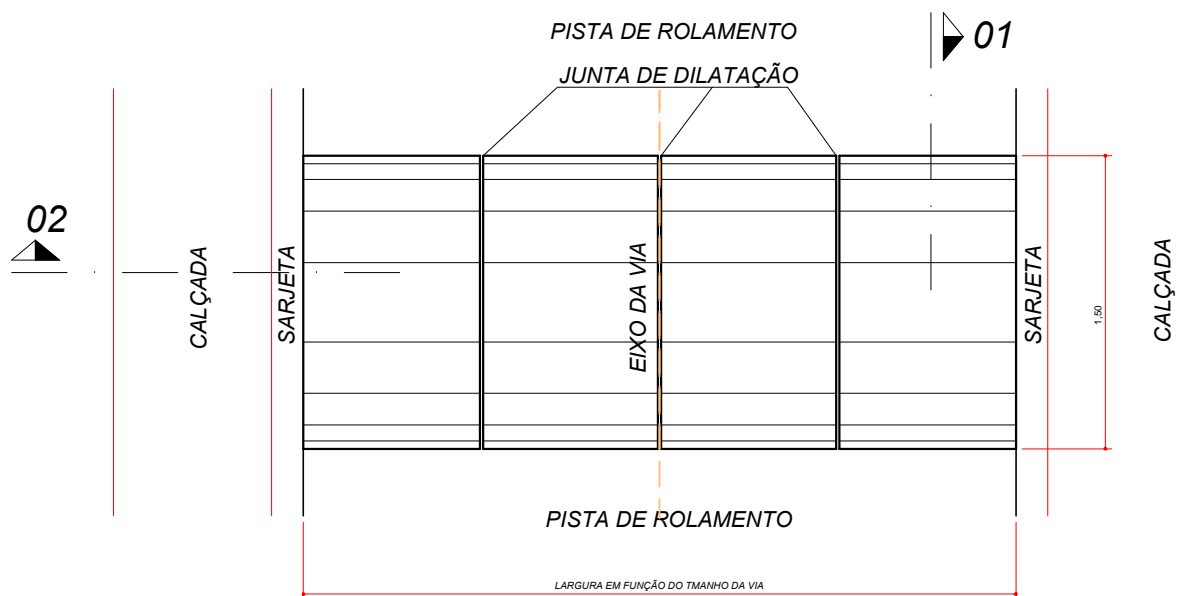 PISTA DE ROLAMENTO
01
JUNTA DE DILATAÇÃO
02
CALÇADA
SARJETA
EIXO DA VIA
SARJETA
1,50
CALÇADA
PISTA DE ROLAMENTO
LARGURA EM FUNÇÃO DO TMANHO DA VIA